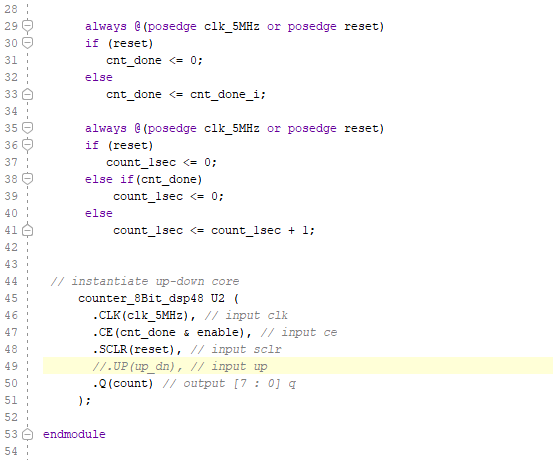 28
29 always @(posedge clk_5MHz or posedge reset)
30 if (reset)
31 cnt_done <= 0;
32 else
33 cnt_done <= cnt_done_i;
34
35 always @(posedge clk_5MHz or posedge reset)
36 if (reset)
37 count_1sec <= 0;
38 else if(cnt_done)
39 count_1sec <= 0;
40 else
41 count_1sec <= count_1sec + 1;
42
43
44 // instantiate up-down core
45 counter_8Bit_dsp48 U2 (
46 .CLK(clk_5MHz), // input clk
47 .CE(cnt_done & enable), // input ce
48 .SCLR(reset), // input sclr
49 //.UP(up_dn), // input up
50 .Q(count) // output [7 : 0] q
51 );
52
53 endmodule
54